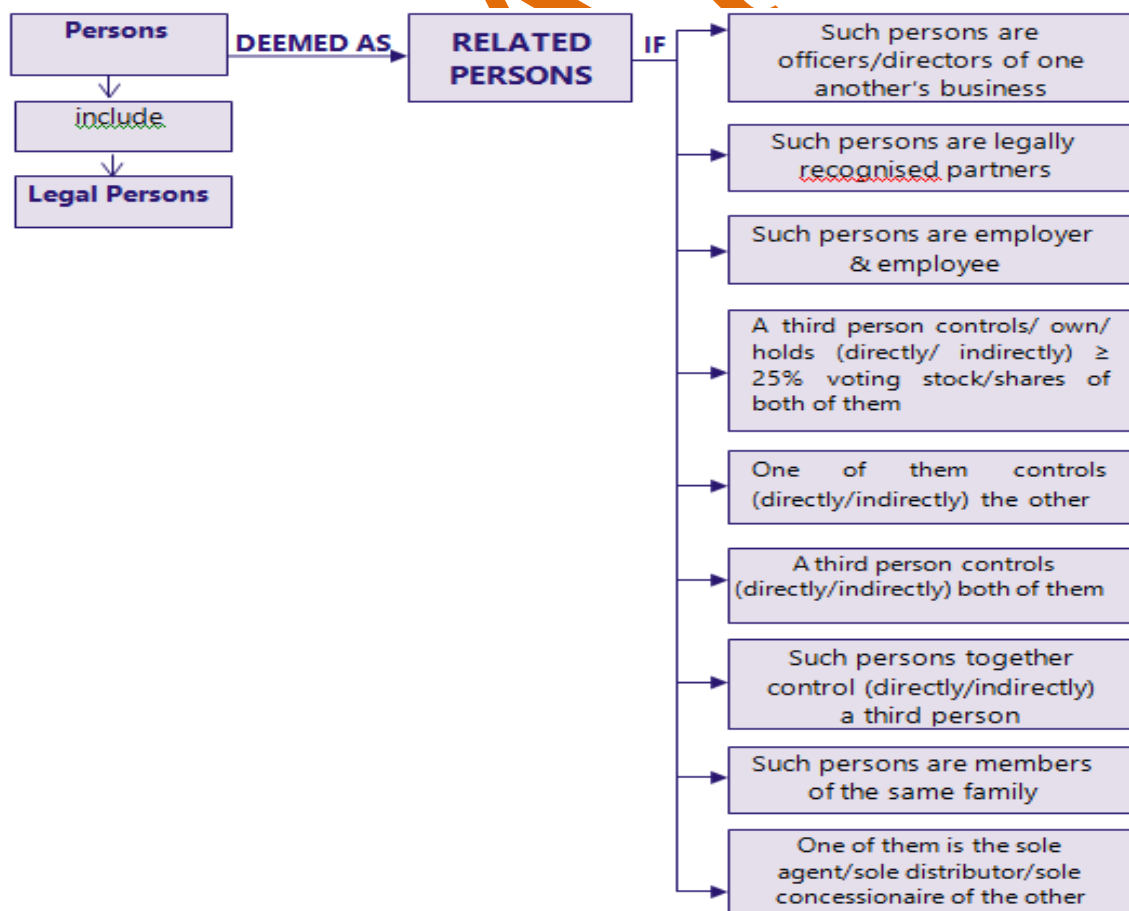 Persons
DEEMED AS
RELATED
PERSONS
IF
include
Legal Persons
Such persons are
officers/directors of one
another's business
Such persons are legally
recognised partners
Such persons are employer
& employee
A third person controls/ own/
holds (directly/ indirectly) ≥
25% voting stock/shares of
both of them
One of them controls
(directly/indirectly) the other
A third person controls
(directly/indirectly) both of them
Such persons together
control (directly/indirectly)
a third person
Such persons are members
of the same family
One of them is the sole
agent/sole distributor/sole
concessionaire of the other